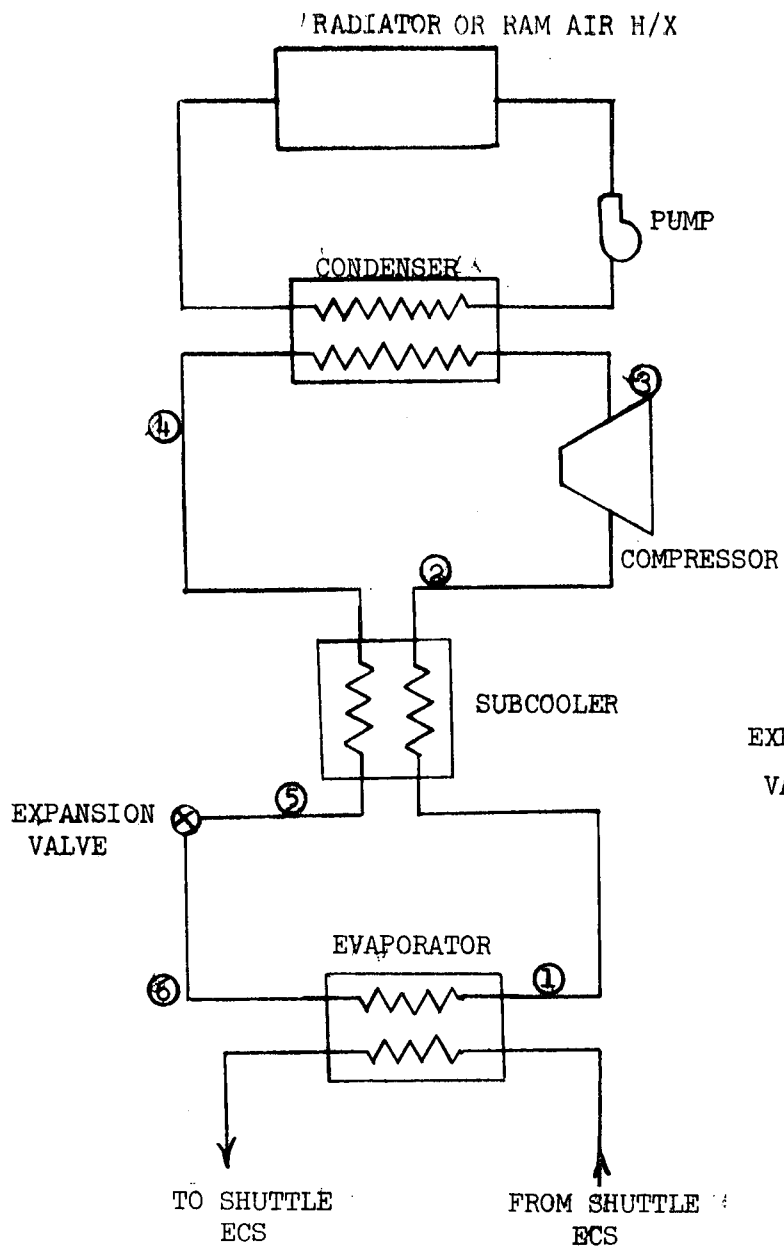 RADIATOR OR RAM AIR H/X
PUMP
CONDENSER
3
4
COMPRESSOR
2
SUBCOOLER
5
EXPANSION
VALVE
EVAPORATOR
6
1
TO SHUTTLE
ECS
FROM SHUTTLE
ECS